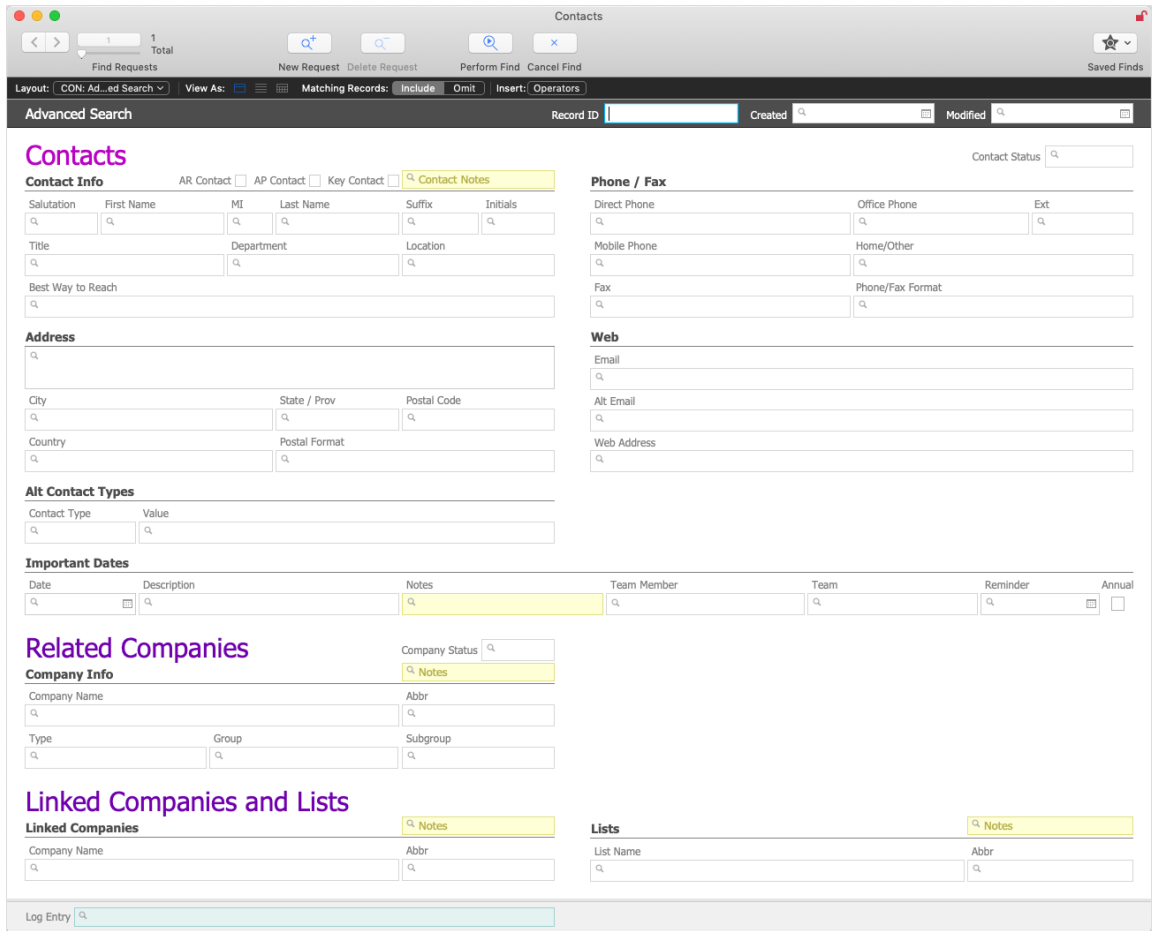 Contacts
1
1
Total
Find Requests
New Request
Delete Request
Perform Find
Cancel Find
Saved Finds
Layout: CON: Ad...ed Search View As: Matching Records: Include Omit Insert: Operators
Advanced Search Record ID Created Modified
Contacts
Contact Status
Contact Info AR Contact AP Contact Key Contact Contact Notes
Phone / Fax
Salutation First Name MI Last Name Suffix Initials
Direct Phone Office Phone Ext
Title Department Location
Mobile Phone Home/Other
Best Way to Reach
Fax Phone/Fax Format
Address
Web
Email
City State / Prov Postal Code
Alt Email
Country Postal Format
Web Address
Alt Contact Types
Contact Type Value
Important Dates
Date Description Notes Team Member Team Reminder Annual
Related Companies
Company Status
Company Info Notes
Company Name Abbr
Type Group Subgroup
Linked Companies and Lists
Linked Companies Notes
Lists Notes
Company Name Abbr
List Name Abbr
Log Entry